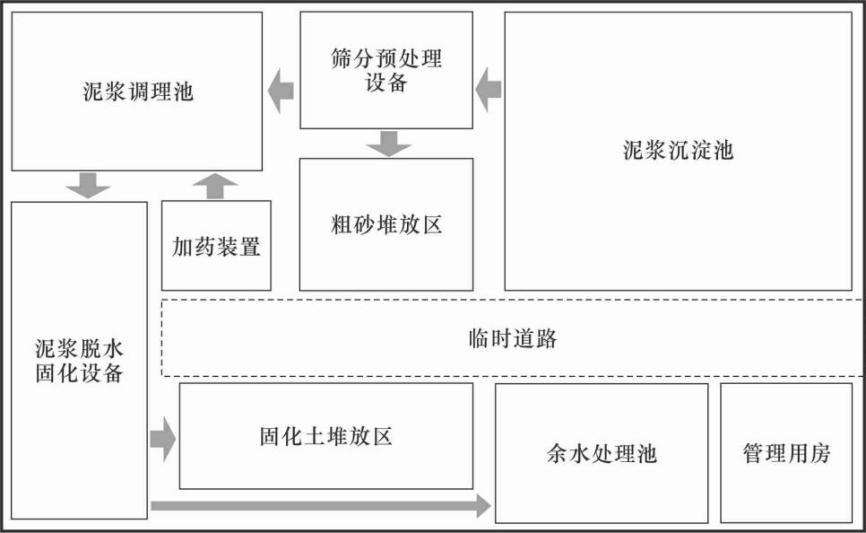 泥浆调理池
筛分预处理
设备
泥浆沉淀池
粗砂堆放区
加药装置
临时道路
泥浆脱水
固化设备
固化土堆放区
余水处理池
管理用房